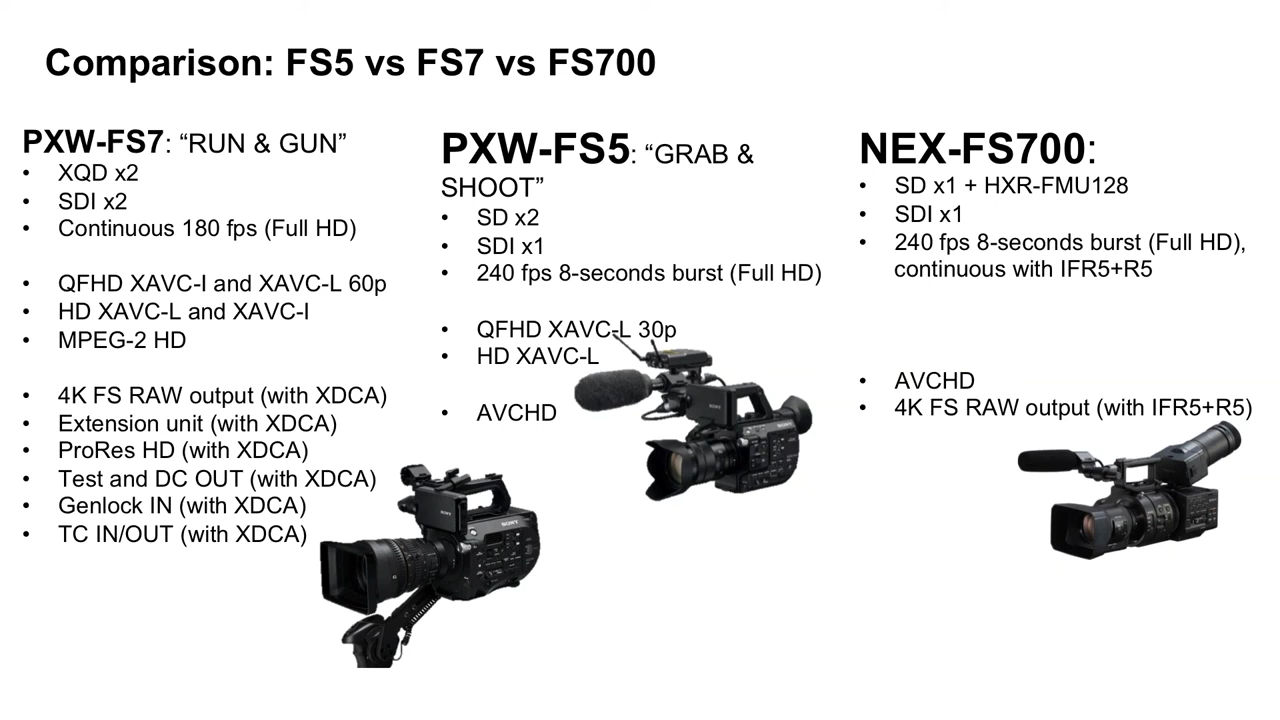 Comparison: FS5 vs FS7 vs FS700
PXW-FS7: “RUN & GUN”
• XQD x2
• SDI x2
• Continuous 180 fps (Full HD)
• QFHD XAVC-I and XAVC-L 60p
• HD XAVC-L and XAVC-I
• MPEG-2 HD
• 4K FS RAW output (with XDCA)
• Extension unit (with XDCA)
• ProRes HD (with XDCA)
• Test and DC OUT (with XDCA)
• Genlock IN (with XDCA)
• TC IN/OUT (with XDCA)
PXW-FS5: “GRAB &
SHOOT”
• SD x2
• SDI x1
• 240 fps 8-seconds burst (Full HD)
• QFHD XAVC-L 30p
• HD XAVC-L
• AVCHD
NEX-FS700:
• SD x1 + HXR-FMU128
• SDI x1
• 240 fps 8-seconds burst (Full HD),
continuous with IFR5+R5
• AVCHD
• 4K FS RAW output (with IFR5+R5)
SONY
SONY
SONY
SONY